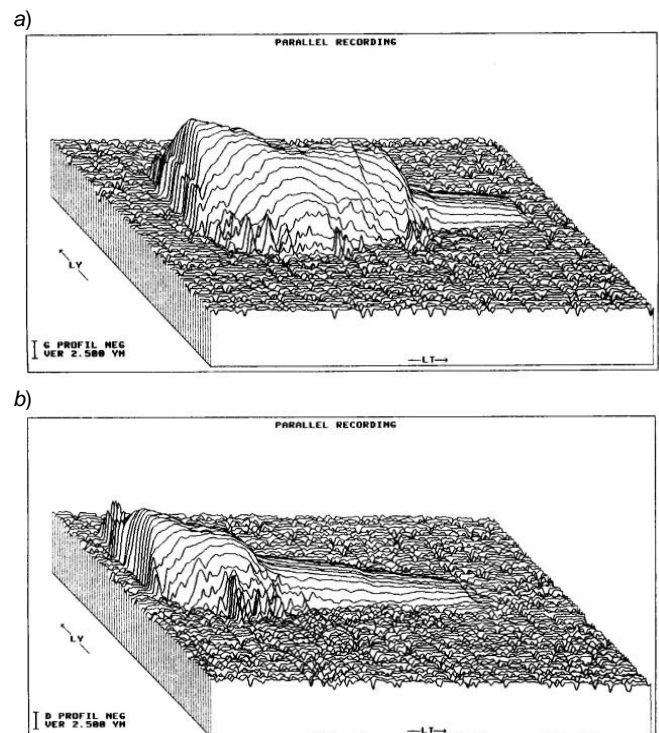 a)
PARALLEL RECORDING
LY
G PROFIL NEG
VER 2.500 YM
LT
b)
PARALLEL RECORDING
LY
D PROFIL NEG
VER 2.500 YM
LT